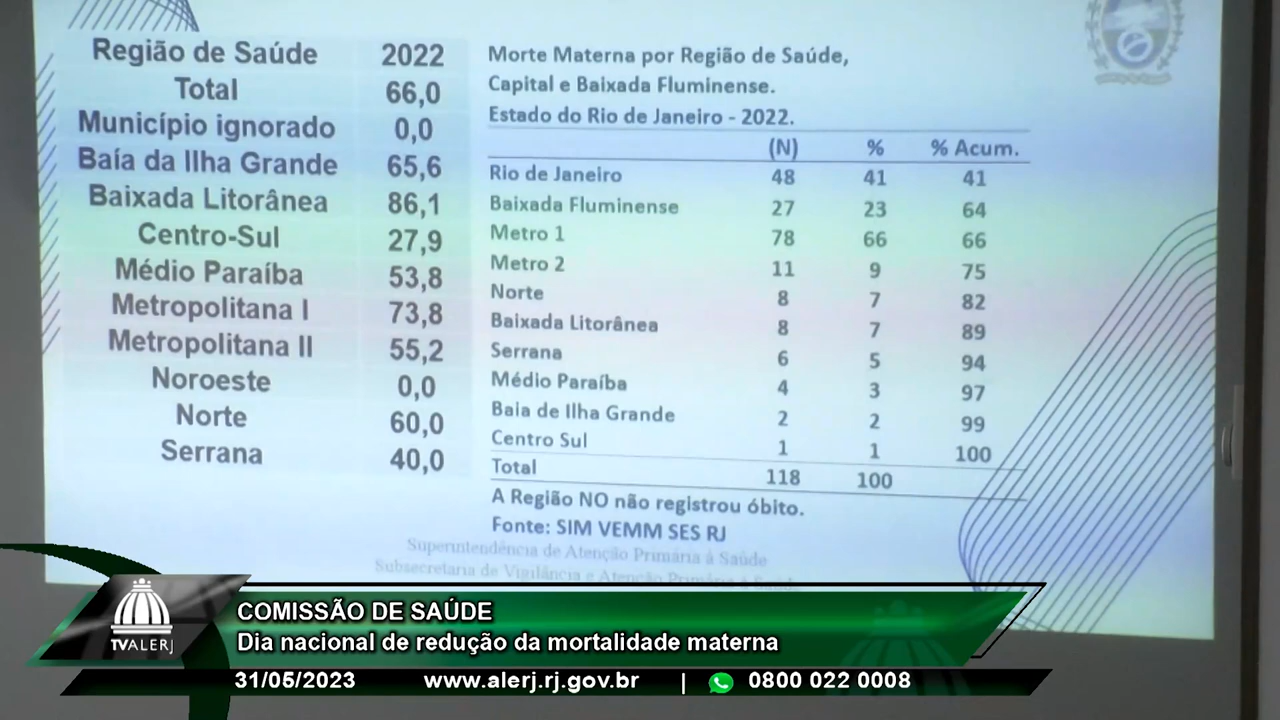 Região de Saúde 2022
Total 66,0
Município ignorado 0,0
Baía da Ilha Grande 65,6
Baixada Litorânea 86,1
Centro-Sul 27,9
Médio Paraíba 53,8
Metropolitana I 73,8
Metropolitana II 55,2
Noroeste 0,0
Norte 60,0
Serrana 40,0
Morte Materna por Região de Saúde,
Capital e Baixada Fluminense.
Estado do Rio de Janeiro - 2022.
(N) % % Acum.
Rio de Janeiro 48 41 41
Baixada Fluminense 27 23 64
Metro 1 78 66 66
Metro 2 11 9 75
Norte 8 7 82
Baixada Litorânea 8 7 89
Serrana 6 5 94
Médio Paraíba 4 3 97
Baia de Ilha Grande 2 2 99
Centro Sul 1 1 100
Total 118 100
A Região NO não registrou óbito.
Fonte: SIM VEMM SES RJ
Superintendência de Atenção Primária à Saúde
Subsecretaria de Vigilância e Atenção Primária à Saúde
TVALERJ
COMISSÃO DE SAÚDE
Dia nacional de redução da mortalidade materna
31/05/2023 www.alerj.rj.gov.br | 0800 022 0008